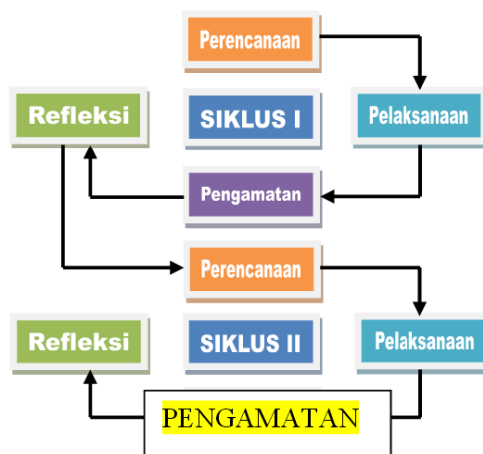 Perencanaan
Refleksi
SIKLUS I
Pelaksanaan
Pengamatan
Perencanaan
Refleksi
SIKLUS II
Pelaksanaan
PENGAMATAN